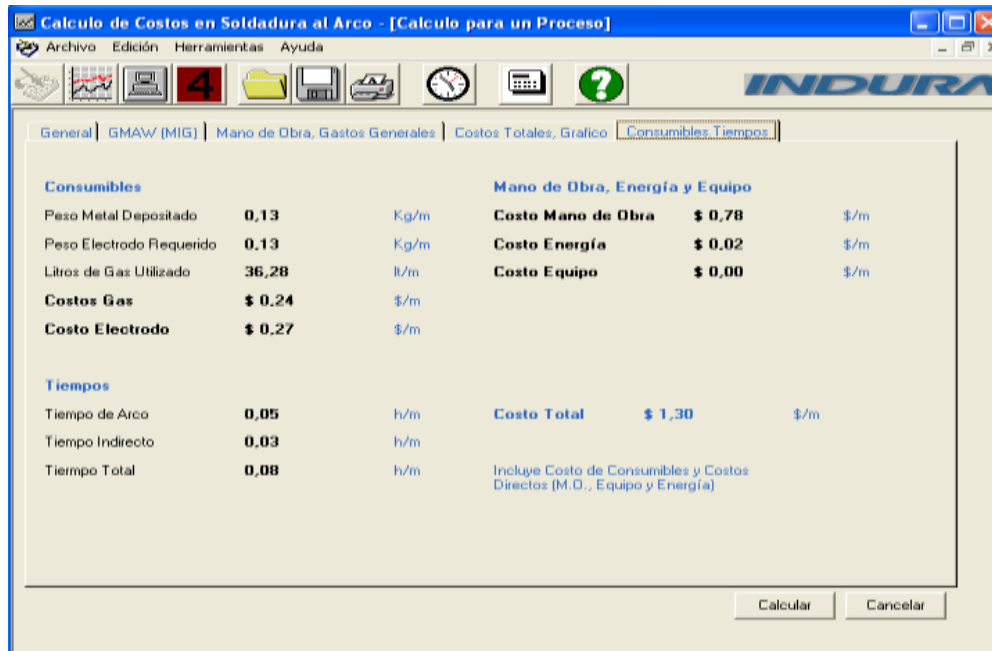 Calculo de Costos en Soldadura al Arco - [Calculo para un Proceso]
Archivo Edición Herramientas Ayuda
4 ?
INDURA
General GMAW (MIG) Mano de Obra, Gastos Generales Costos Totales, Grafico Consumibles,Tiempos
Consumibles Mano de Obra, Energía y Equipo
Peso Metal Depositado 0,13 Kg/m Costo Mano de Obra $ 0,78 $/m
Peso Electrodo Requerido 0,13 Kg/m Costo Energía $ 0,02 $/m
Litros de Gas Utilizado 36,28 lt/m Costo Equipo $ 0,00 $/m
Costos Gas $ 0,24 $/m
Costo Electrodo $ 0,27 $/m
Tiempos
Tiempo de Arco 0,05 h/m Costo Total $ 1,30 $/m
Tiempo Indirecto 0,03 h/m
Tiermpo Total 0,08 h/m Incluye Costo de Consumibles y Costos
Directos (M.O., Equipo y Energía)
Calcular Cancelar